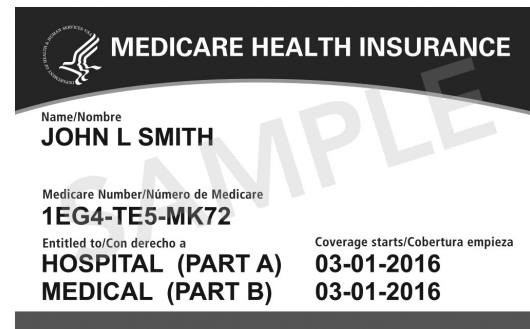 MEDICARE HEALTH INSURANCE
Name/Nombre
JOHN L SMITH
Medicare Number/Número de Medicare
1EG4-TE5-MK72
Entitled to/Con derecho a Coverage starts/Cobertura empieza
HOSPITAL (PART A) 03-01-2016
MEDICAL (PART B) 03-01-2016
SAMPLE